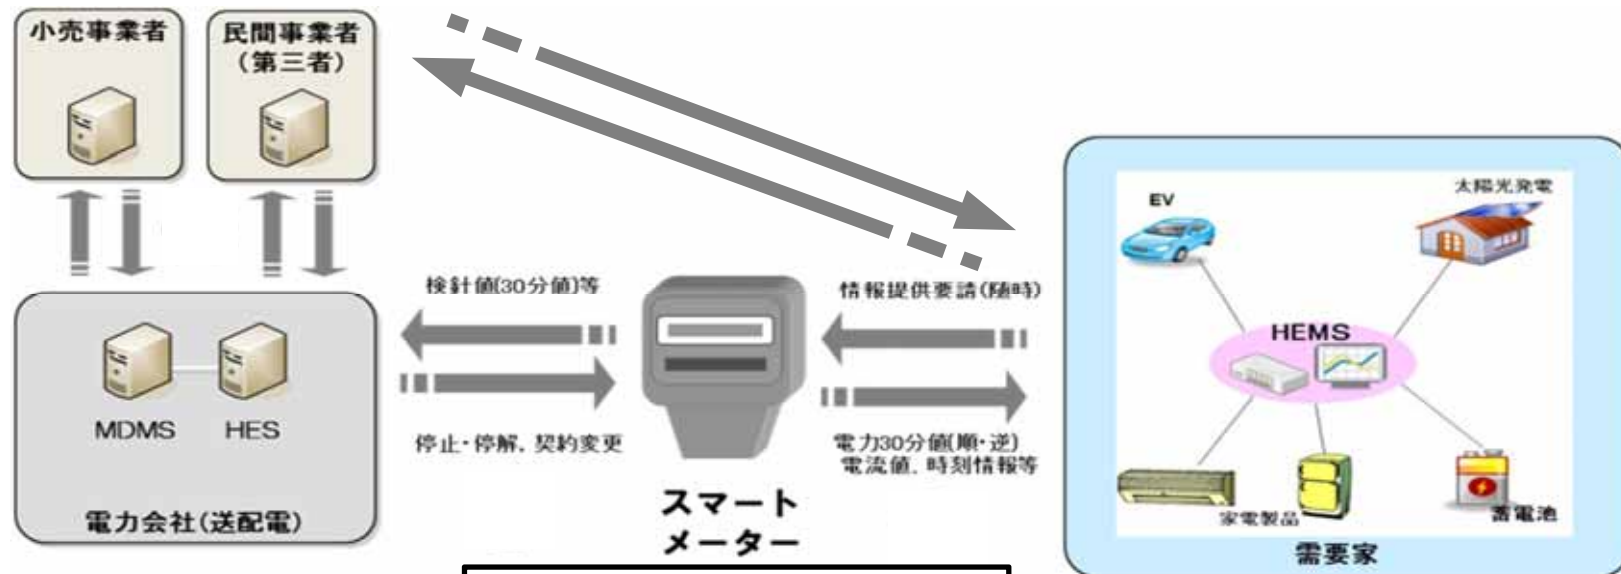 小売事業者
民間事業者
(第三者)
EV
太陽光発電
検針値(30分値)等
情報提供要請(随時)
HEMS
MDMS
HES
停止・停解、契約変更
電力30分値(順・逆)
電流値、時刻情報等
電力会社(送配電)
スマート
メーター
家電製品
蓄電池
需要家